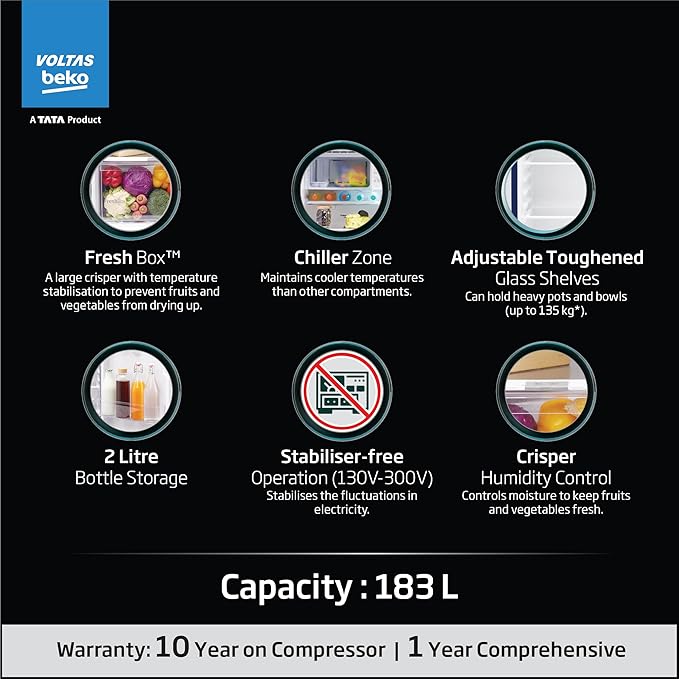 VOLTAS
beko
A TATA Product
Fresh Box™
A large crisper with temperature
stabilisation to prevent fruits and
vegetables from drying up.
Chiller Zone
Maintains cooler temperatures
than other compartments.
Adjustable Toughened
Glass Shelves
Can hold heavy pots and bowls
(up to 135 kg*).
2 Litre
Bottle Storage
Stabiliser-free
Operation (130V-300V)
Stabilises the fluctuations in
electricity.
Crisper
Humidity Control
Controls moisture to keep fruits
and vegetables fresh.
Capacity : 183 L
Warranty: 10 Year on Compressor | 1 Year Comprehensive